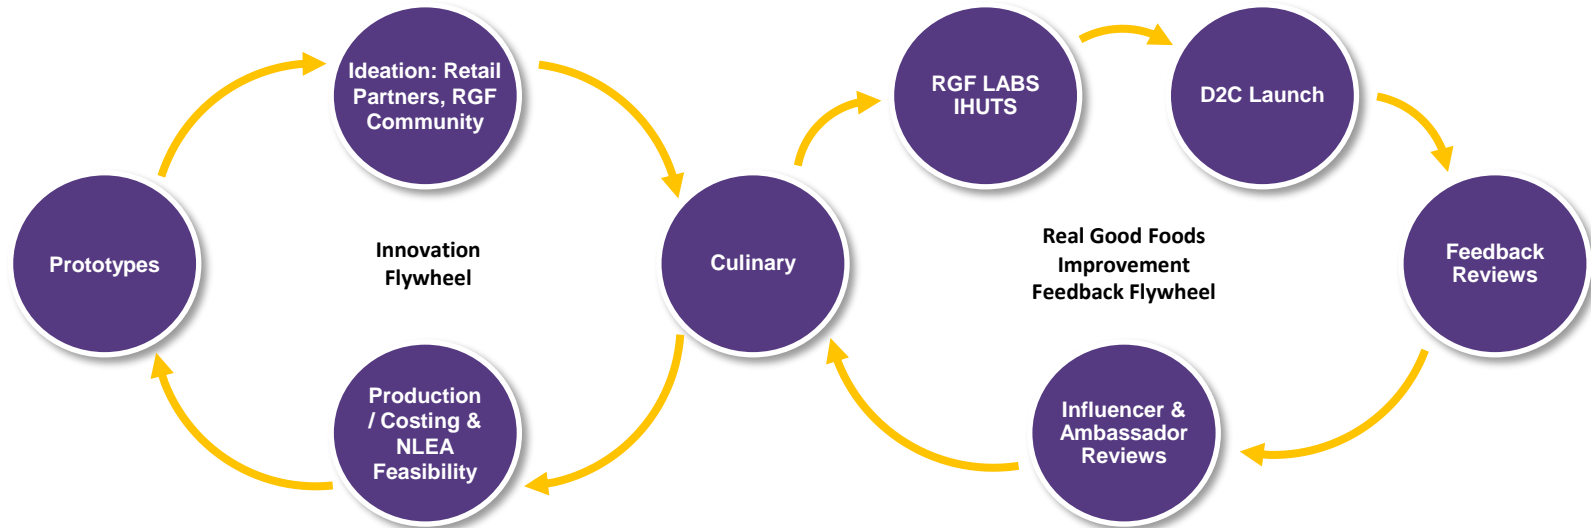 Ideation: Retail
Partners, RGF
Community
RGF LABS
IHUTS
D2C Launch
Prototypes
Innovation
Flywheel
Culinary
Real Good Foods
Improvement
Feedback Flywheel
Feedback
Reviews
Production
/ Costing &
NLEA
Feasibility
Influencer &
Ambassador
Reviews